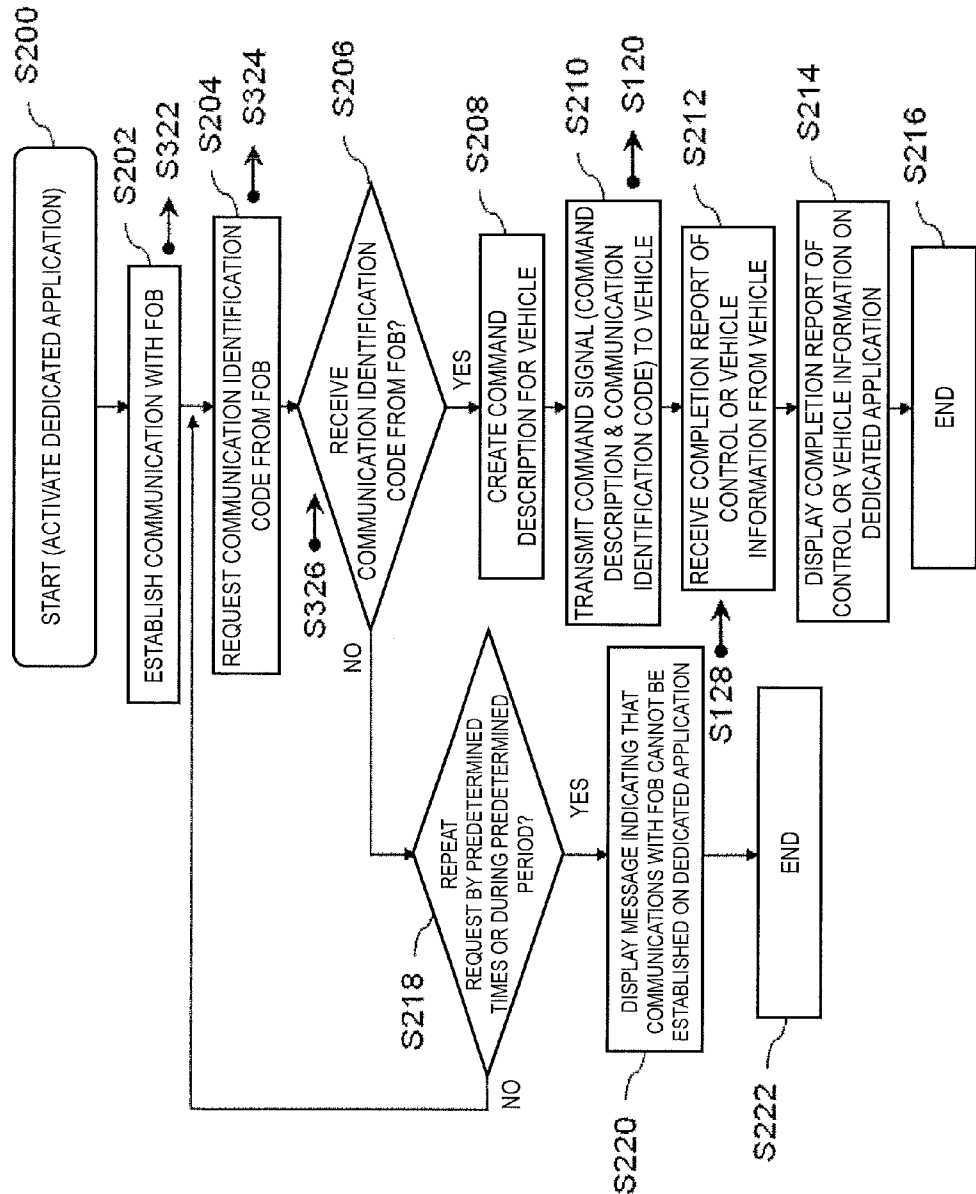 START (ACTIVATE DEDICATED APPLICATION)
S200
ESTABLISH COMMUNICATION WITH FOB
S202
S322
REQUEST COMMUNICATION IDENTIFICATION
CODE FROM FOB
S204
S324
RECEIVE
COMMUNICATION IDENTIFICATION
CODE FROM FOB?
S206
S326
NO
YES
CREATE COMMAND
DESCRIPTION FOR VEHICLE
S208
TRANSMIT COMMAND SIGNAL (COMMAND
DESCRIPTION & COMMUNICATION
IDENTIFICATION CODE) TO VEHICLE
S210
S120
RECEIVE COMPLETION REPORT OF
CONTROL OR VEHICLE
INFORMATION FROM VEHICLE
S212
S128
DISPLAY COMPLETION REPORT OF
CONTROL OR VEHICLE INFORMATION ON
DEDICATED APPLICATION
S214
END
S216
REPEAT
REQUEST BY PREDETERMINED
TIMES OR DURING PREDETERMINED
PERIOD?
S218
NO
YES
DISPLAY MESSAGE INDICATING THAT
COMMUNICATIONS WITH FOB CANNOT BE
ESTABLISHED ON DEDICATED APPLICATION
S220
END
S222